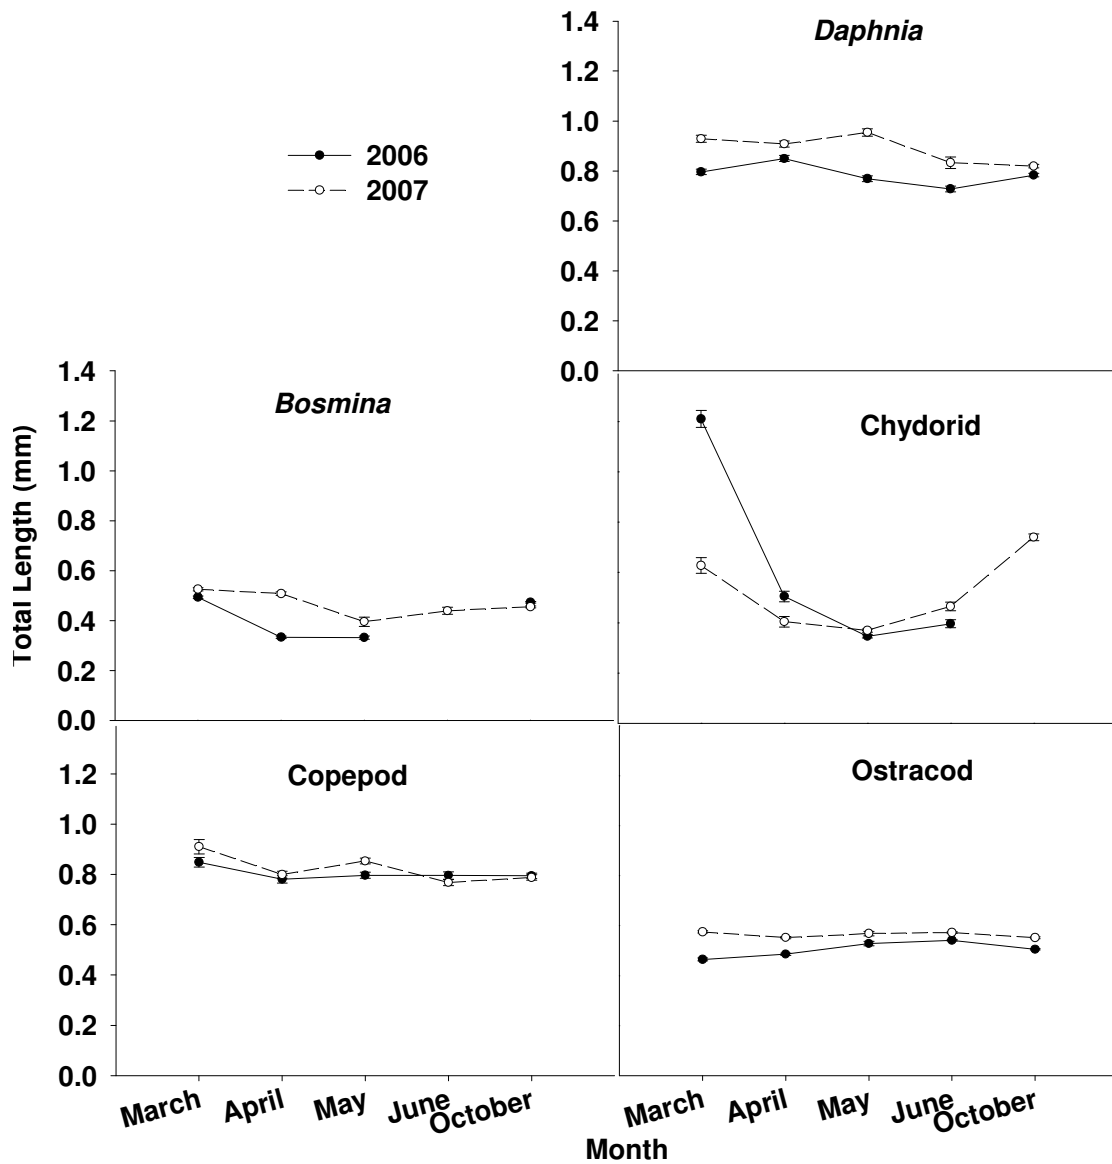 Daphnia
1.4
1.2
1.0
0.8
0.6
0.4
0.2
0.0
2006
2007
Bosmina
1.4
1.2
1.0
0.8
0.6
0.4
0.2
0.0
Chydorid
Total Length (mm)
Copepod
1.2
1.0
0.8
0.6
0.4
0.2
0.0
Ostracod
March
April
May
June
October
March
April
May
June
October
Month